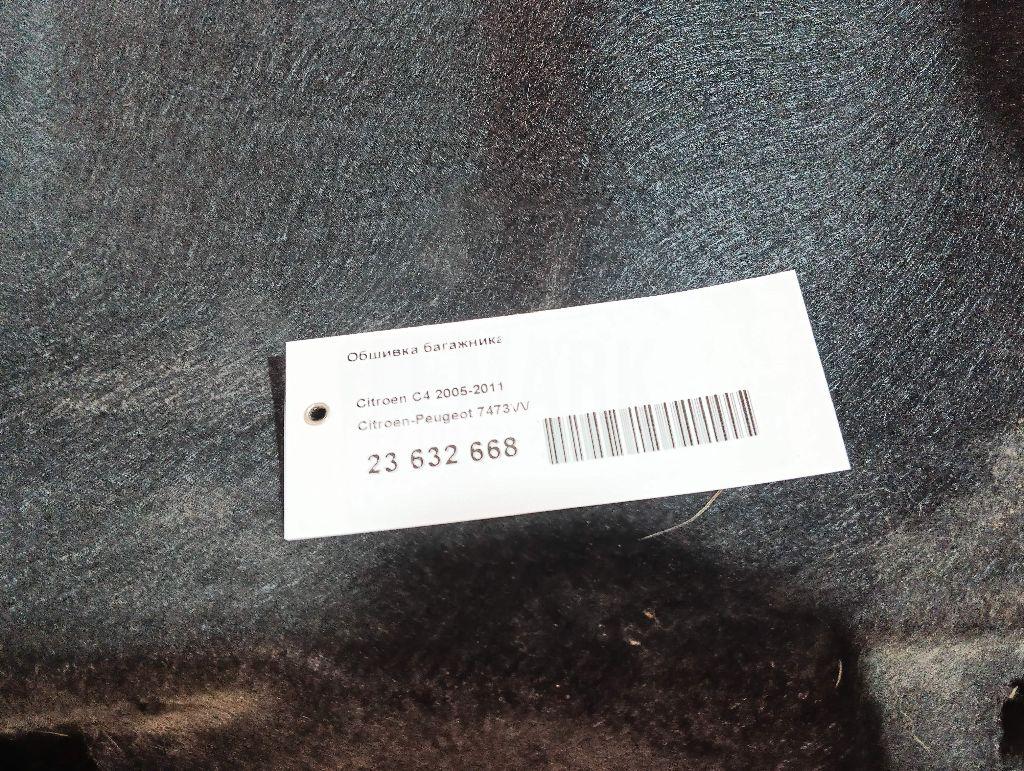 Обшивка багажника
Citroen C4 2005-2011
Citroen-Peugeot 7473VV
23 632 668